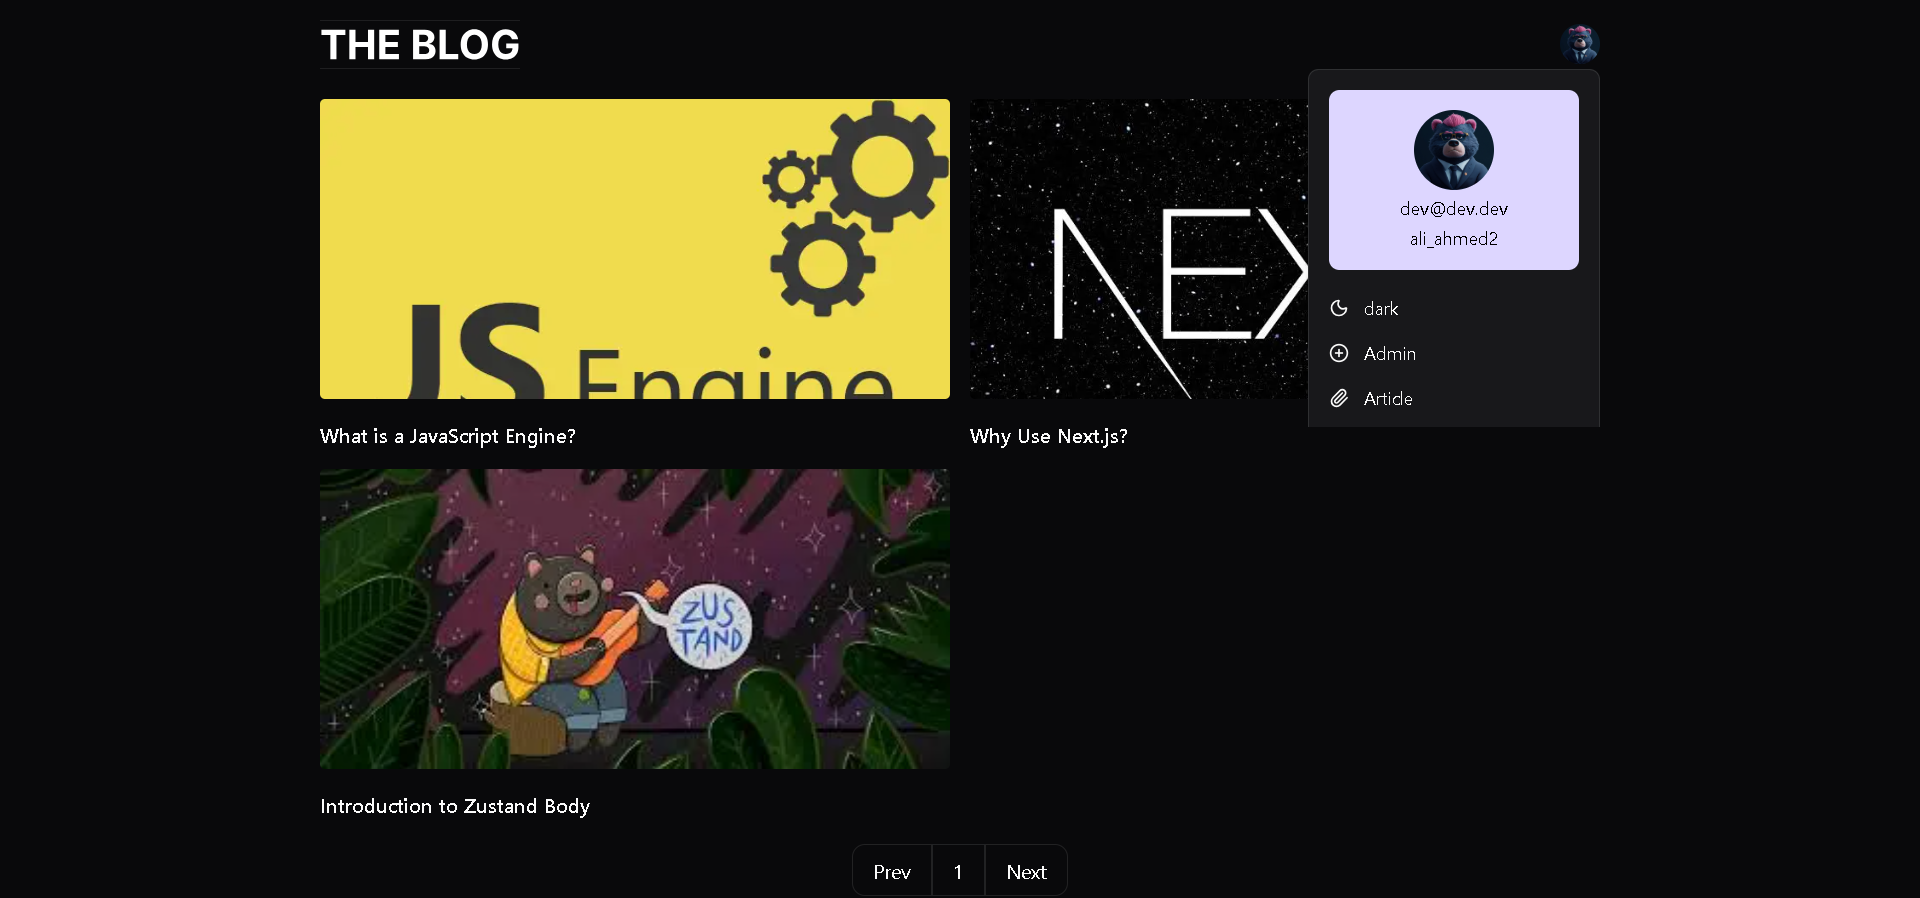 THE BLOG
dev@dev.dev
ali_ahmed2
dark
Admin
Article
JS Engine
NEX
What is a JavaScript Engine?
Why Use Next.js?
ZUS
TAND
Introduction to Zustand Body
Prev 1 Next